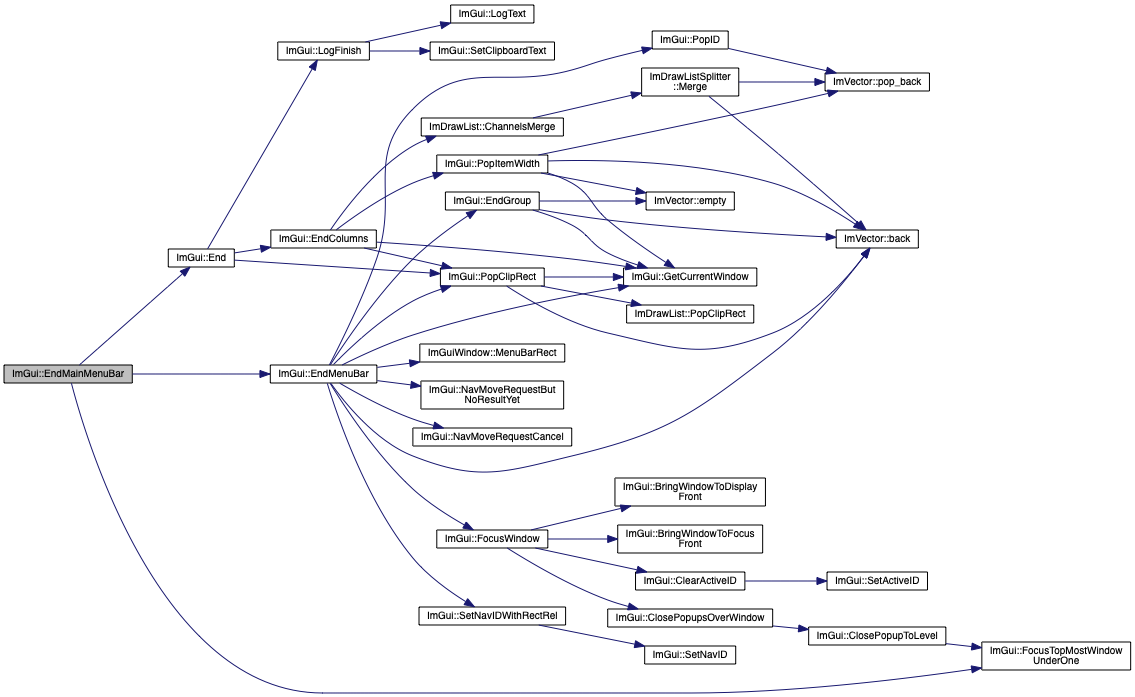 ImGui::LogText
ImGui::LogFinish
ImGui::SetClipboardText
ImGui::PopID
ImDrawListSplitter
::Merge
ImVector::pop_back
ImDrawList::ChannelsMerge
ImGui::PopItemWidth
ImGui::EndGroup
ImVector::empty
ImGui::EndColumns
ImVector::back
ImGui::End
ImGui::PopClipRect
ImGui::GetCurrentWindow
ImDrawList::PopClipRect
ImGuiWindow::MenuBarRect
ImGui::EndMainMenuBar
ImGui::EndMenuBar
ImGui::NavMoveRequestBut
NoResultYet
ImGui::NavMoveRequestCancel
ImGui::BringWindowToDisplay
Front
ImGui::FocusWindow
ImGui::BringWindowToFocus
Front
ImGui::ClearActiveID
ImGui::SetActiveID
ImGui::SetNavIDWithRectRel
ImGui::ClosePopupsOverWindow
ImGui::ClosePopupToLevel
ImGui::SetNavID
ImGui::FocusTopMostWindow
UnderOne